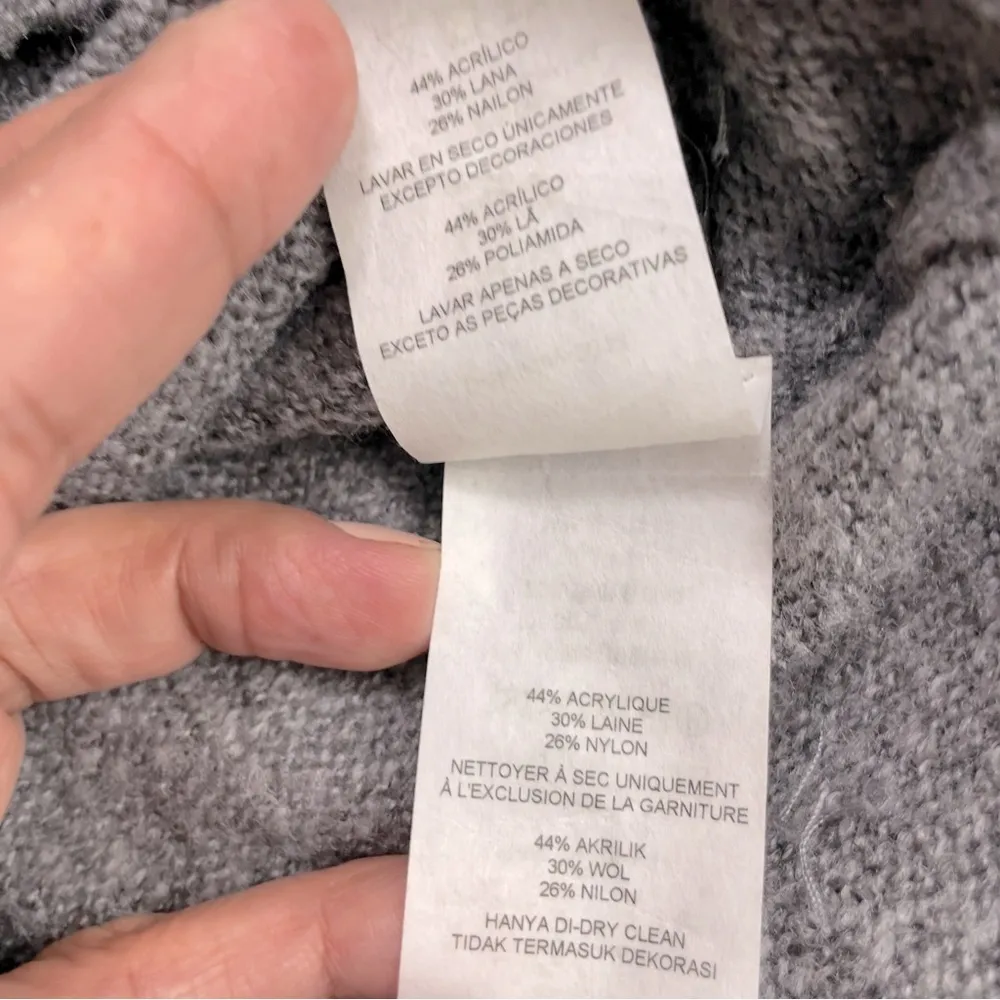 44% ACRÍLICO
30% LANA
26% NAILON
LAVAR EN SECO ÚNICAMENTE
EXCEPTO DECORACIONES
44% ACRÍLICO
30% LÃ
26% POLIAMIDA
LAVAR APENAS A SECO
EXCETO AS PEÇAS DECORATIVAS
44% ACRYLIQUE
30% LAINE
26% NYLON
NETTOYER À SEC UNIQUEMENT
À L'EXCLUSION DE LA GARNITURE
44% AKRILIK
30% WOL
26% NILON
HANYA DI-DRY CLEAN
TIDAK TERMASUK DEKORASI